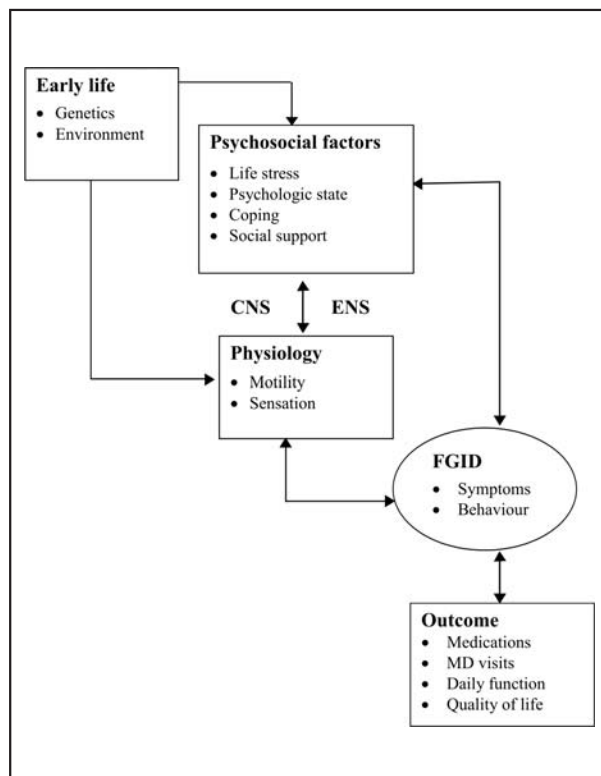 Early life
• Genetics
• Environment
Psychosocial factors
• Life stress
• Psychologic state
• Coping
• Social support
CNS ENS
Physiology
• Motility
• Sensation
FGID
• Symptoms
• Behaviour
Outcome
• Medications
• MD visits
• Daily function
• Quality of life